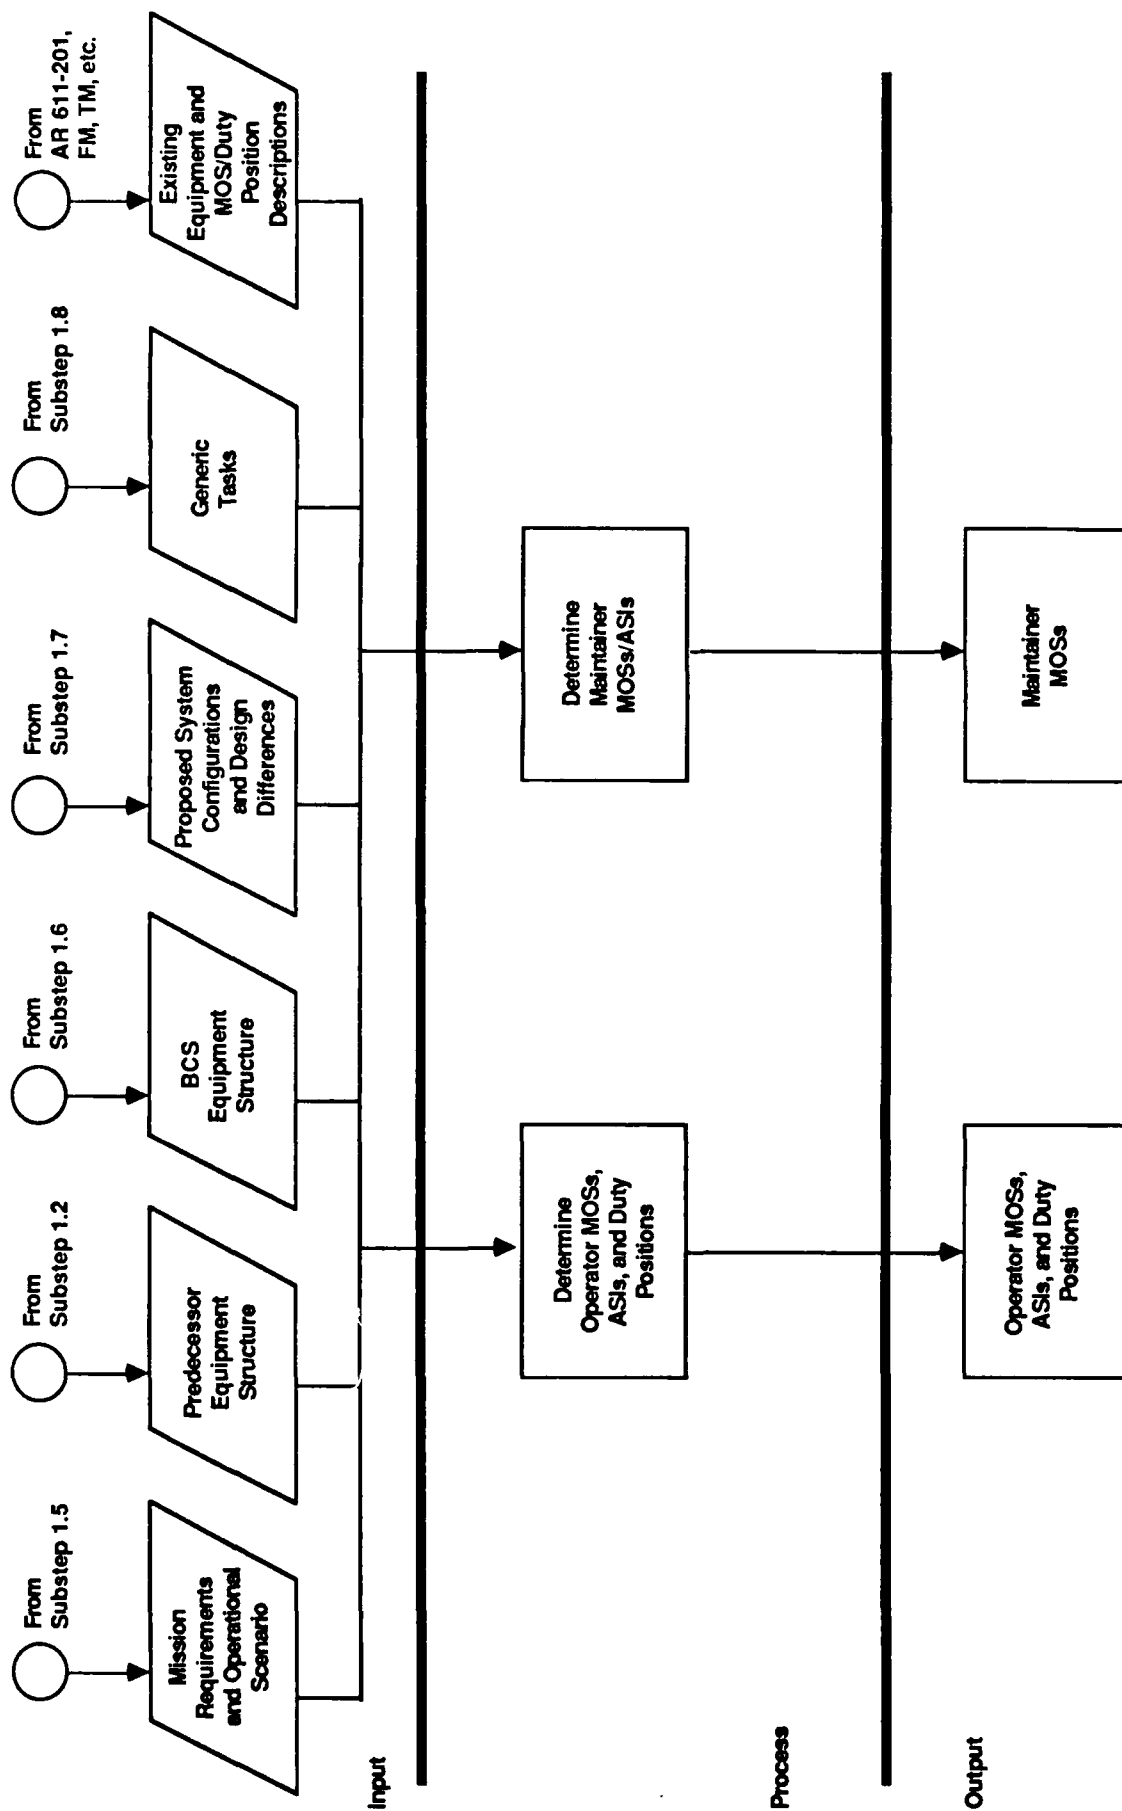 From
Substep 1.5
From
Substep 1.2
From
Substep 1.6
From
Substep 1.7
From
Substep 1.8
From
AR 611-201,
FM, TM, etc.
Mission
Requirements
and Operational
Scenario
Predecessor
Equipment
Structure
BCS
Equipment
Structure
Proposed System
Configurations
and Design
Differences
Generic
Tasks
Existing
Equipment and
MOS/Duty
Position
Descriptions
Input
Determine
Operator MOSs,
ASIs, and Duty
Positions
Determine
Maintainer
MOSs/ASIs
Process
Output
Operator MOSs,
ASIs, and Duty
Positions
Maintainer
MOSs